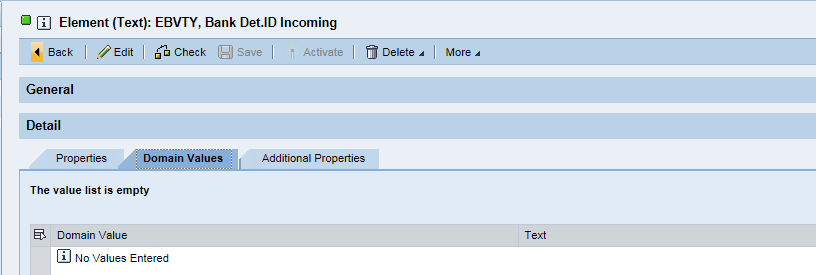 Element (Text): EBVTY, Bank Det.ID Incoming
Back Edit Check Save Activate Delete More
General
Detail
Properties Domain Values Additional Properties
The value list is empty
Domain Value Text
No Values Entered